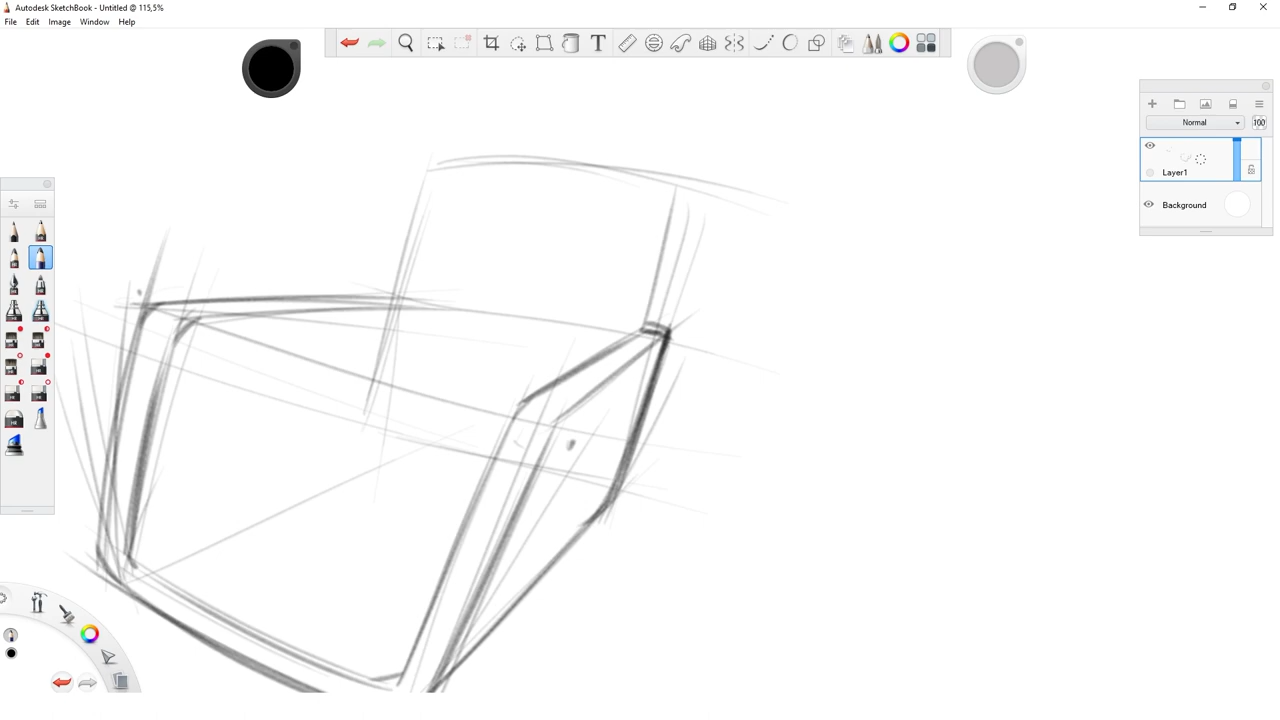 Autodesk SketchBook - Untitled @ 115,5%
File Edit Image Window Help
Normal 100
Layer1
Background